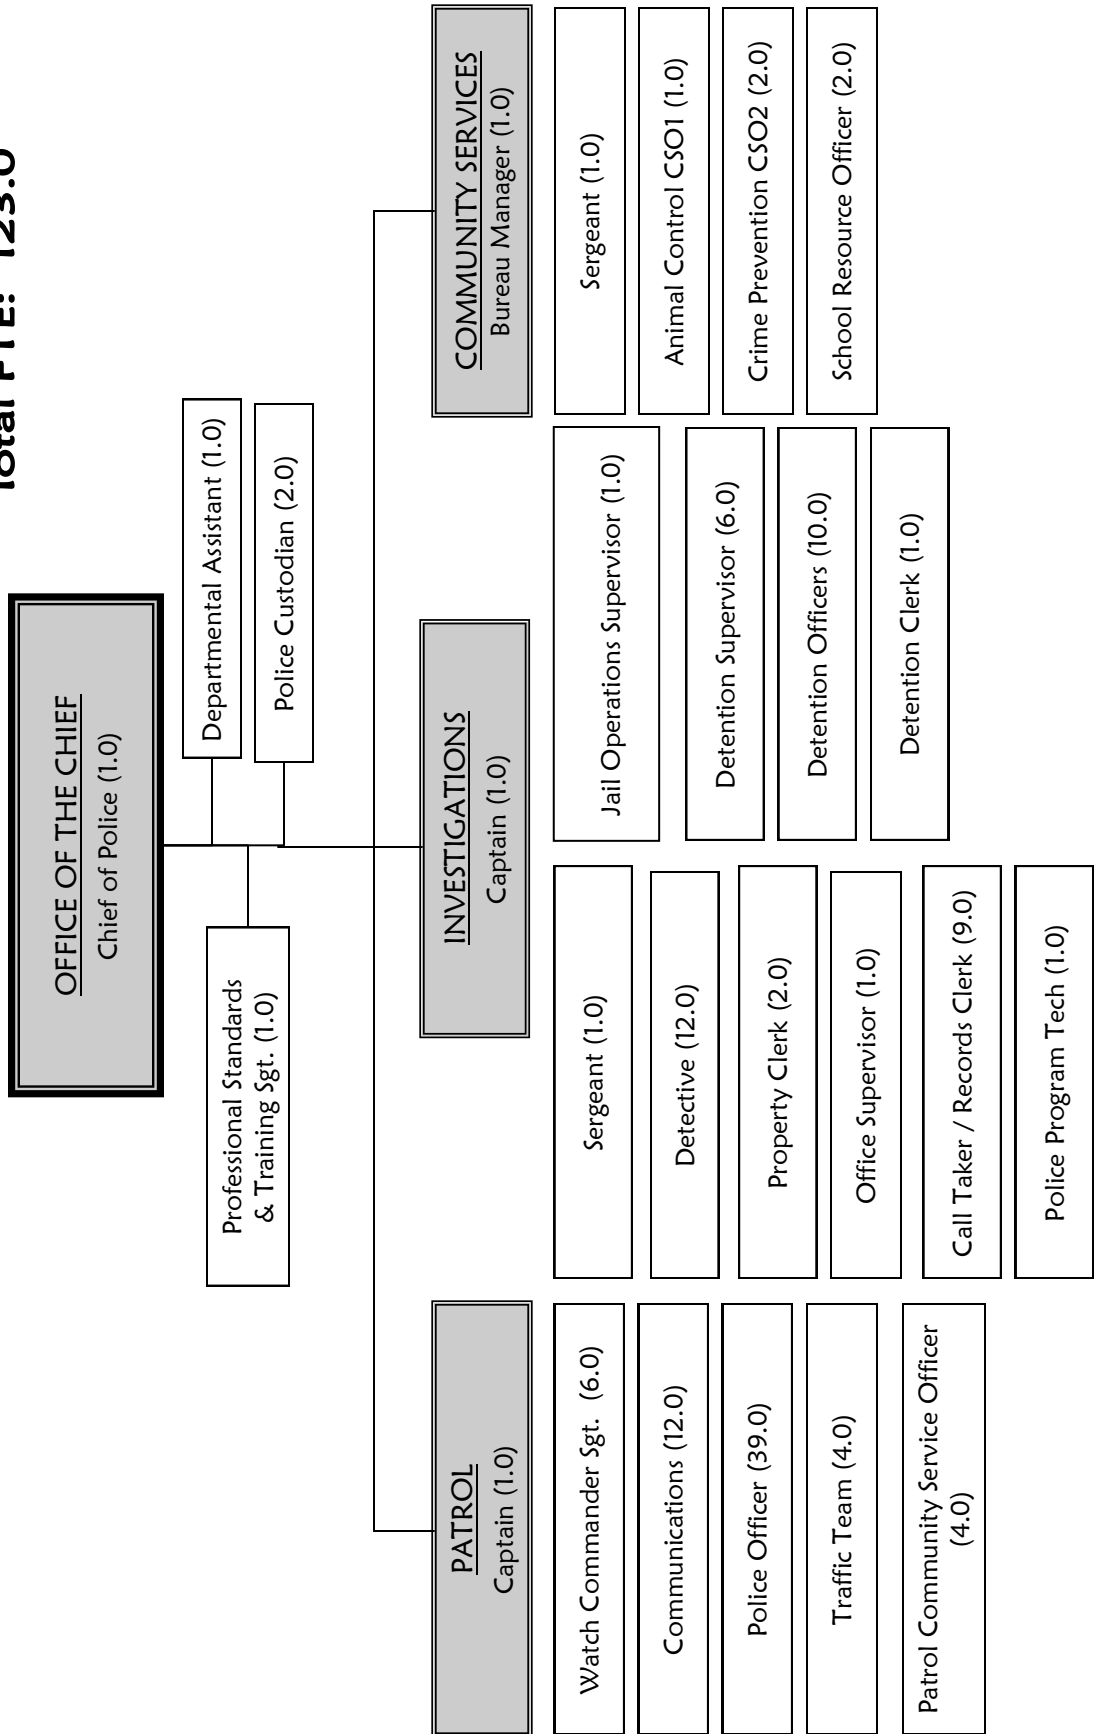 Total FTE: 123.0
OFFICE OF THE CHIEF
Chief of Police (1.0)
Departmental Assistant (1.0)
Professional Standards
& Training Sgt. (1.0)
Police Custodian (2.0)
PATROL
Captain (1.0)
Watch Commander Sgt. (6.0)
Communications (12.0)
Police Officer (39.0)
Traffic Team (4.0)
Patrol Community Service Officer
(4.0)
INVESTIGATIONS
Captain (1.0)
Sergeant (1.0)
Detective (12.0)
Property Clerk (2.0)
Office Supervisor (1.0)
Call Taker / Records Clerk (9.0)
Police Program Tech (1.0)
Jail Operations Supervisor (1.0)
Detention Supervisor (6.0)
Detention Officers (10.0)
Detention Clerk (1.0)
COMMUNITY SERVICES
Bureau Manager (1.0)
Sergeant (1.0)
Animal Control CSO1 (1.0)
Crime Prevention CSO2 (2.0)
School Resource Officer (2.0)